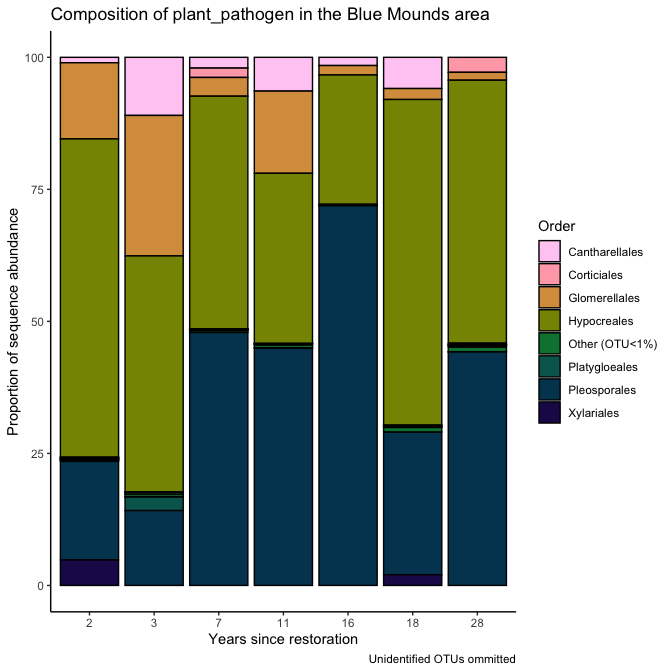 Composition of plant_pathogen in the Blue Mounds area
Proportion of sequence abundance
100
75
50
25
0
2 3 7 11 16 18 28
Years since restoration
Order
Cantharellales
Corticiales
Glomerellales
Hypocreales
Other (OTU<1%)
Platygloeales
Pleosporales
Xylariales
Unidentified OTUs ommitted